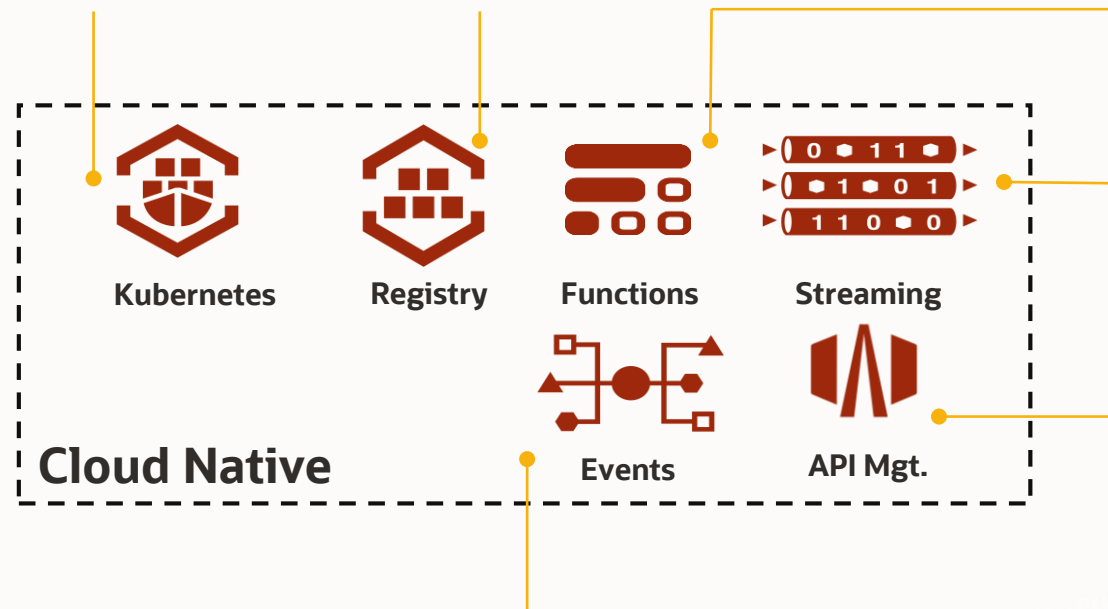 0 1 1
1 0 1
1 1 0 0
Kubernetes
Registry
Functions
Streaming
Cloud Native
Events
API Mgt.